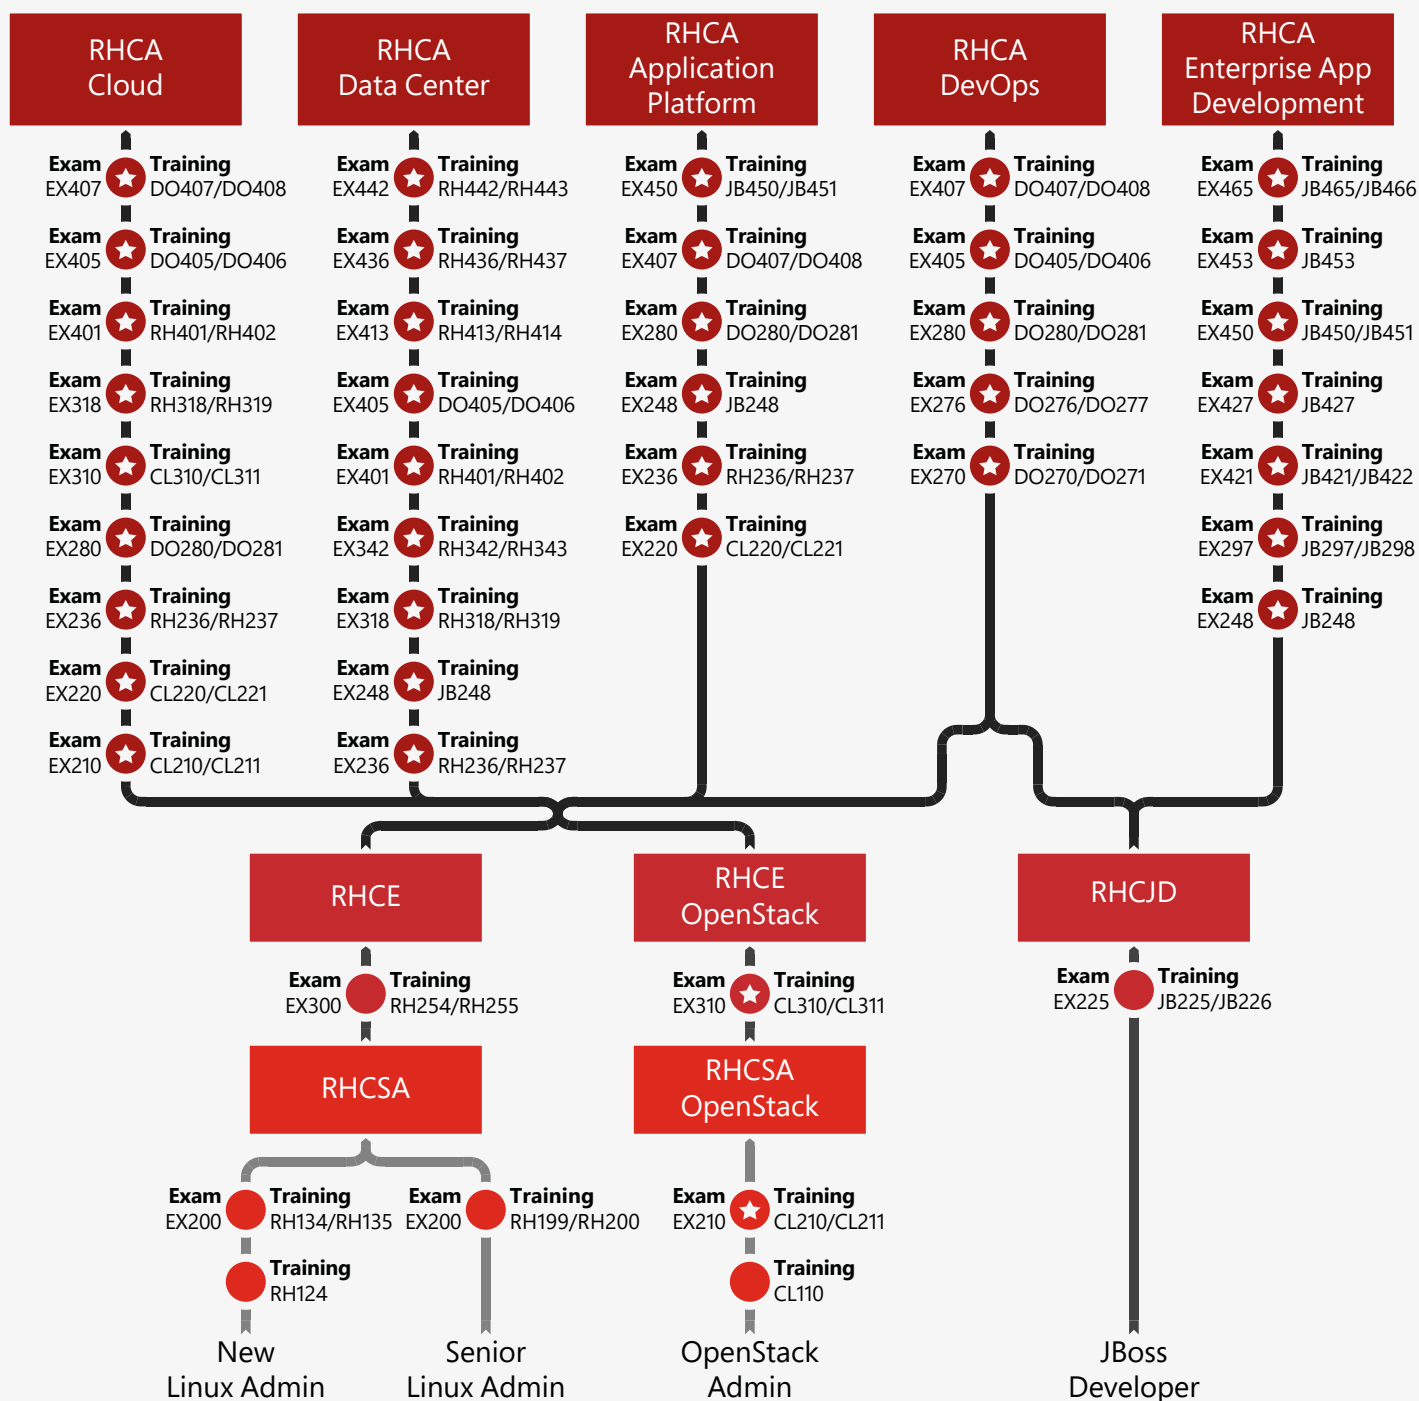 RHCA
Cloud
RHCA
Data Center
RHCA
Application
Platform
RHCA
DevOps
RHCA
Enterprise App
Development
Exam Training
EX407 DO407/DO408
Exam Training
EX405 DO405/DO406
Exam Training
EX401 RH401/RH402
Exam Training
EX318 RH318/RH319
Exam Training
EX310 CL310/CL311
Exam Training
EX280 DO280/DO281
Exam Training
EX236 RH236/RH237
Exam Training
EX220 CL220/CL221
Exam Training
EX210 CL210/CL211
Exam Training
EX442 RH442/RH443
Exam Training
EX436 RH436/RH437
Exam Training
EX413 RH413/RH414
Exam Training
EX405 DO405/DO406
Exam Training
EX401 RH401/RH402
Exam Training
EX342 RH342/RH343
Exam Training
EX318 RH318/RH319
Exam Training
EX248 JB248
Exam Training
EX236 RH236/RH237
Exam Training
EX450 JB450/JB451
Exam Training
EX407 DO407/DO408
Exam Training
EX280 DO280/DO281
Exam Training
EX248 JB248
Exam Training
EX236 RH236/RH237
Exam Training
EX220 CL220/CL221
Exam Training
EX407 DO407/DO408
Exam Training
EX405 DO405/DO406
Exam Training
EX280 DO280/DO281
Exam Training
EX276 DO276/DO277
Exam Training
EX270 DO270/DO271
Exam Training
EX465 JB465/JB466
Exam Training
EX453 JB453
Exam Training
EX450 JB450/JB451
Exam Training
EX427 JB427
Exam Training
EX421 JB421/JB422
Exam Training
EX297 JB297/JB298
Exam Training
EX248 JB248
RHCE
RHCE
OpenStack
RHCJD
Exam Training
EX300 RH254/RH255
Exam Training
EX310 CL310/CL311
Exam Training
EX225 JB225/JB226
RHCSA
RHCSA
OpenStack
Exam Training
EX200 RH134/RH135
Exam Training
EX200 RH199/RH200
Exam Training
EX210 CL210/CL211
Training
RH124
Training
CL110
New
Linux Admin
Senior
Linux Admin
OpenStack
Admin
JBoss
Developer